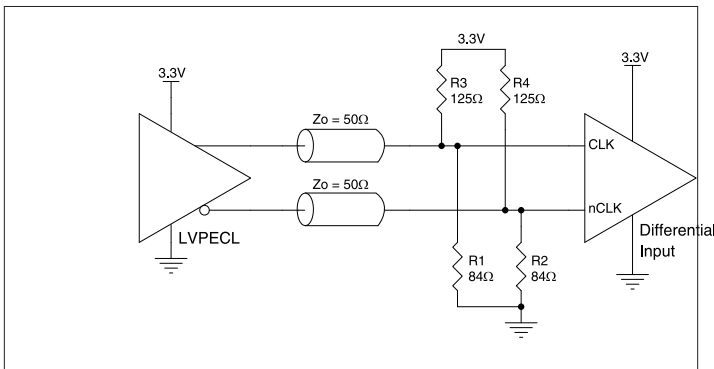 3.3V
R3
125Ω
R4
125Ω
3.3V
3.3V
Zo = 50Ω
CLK
Zo = 50Ω
nCLK
LVPECL
Differential
Input
R1
84Ω
R2
84Ω